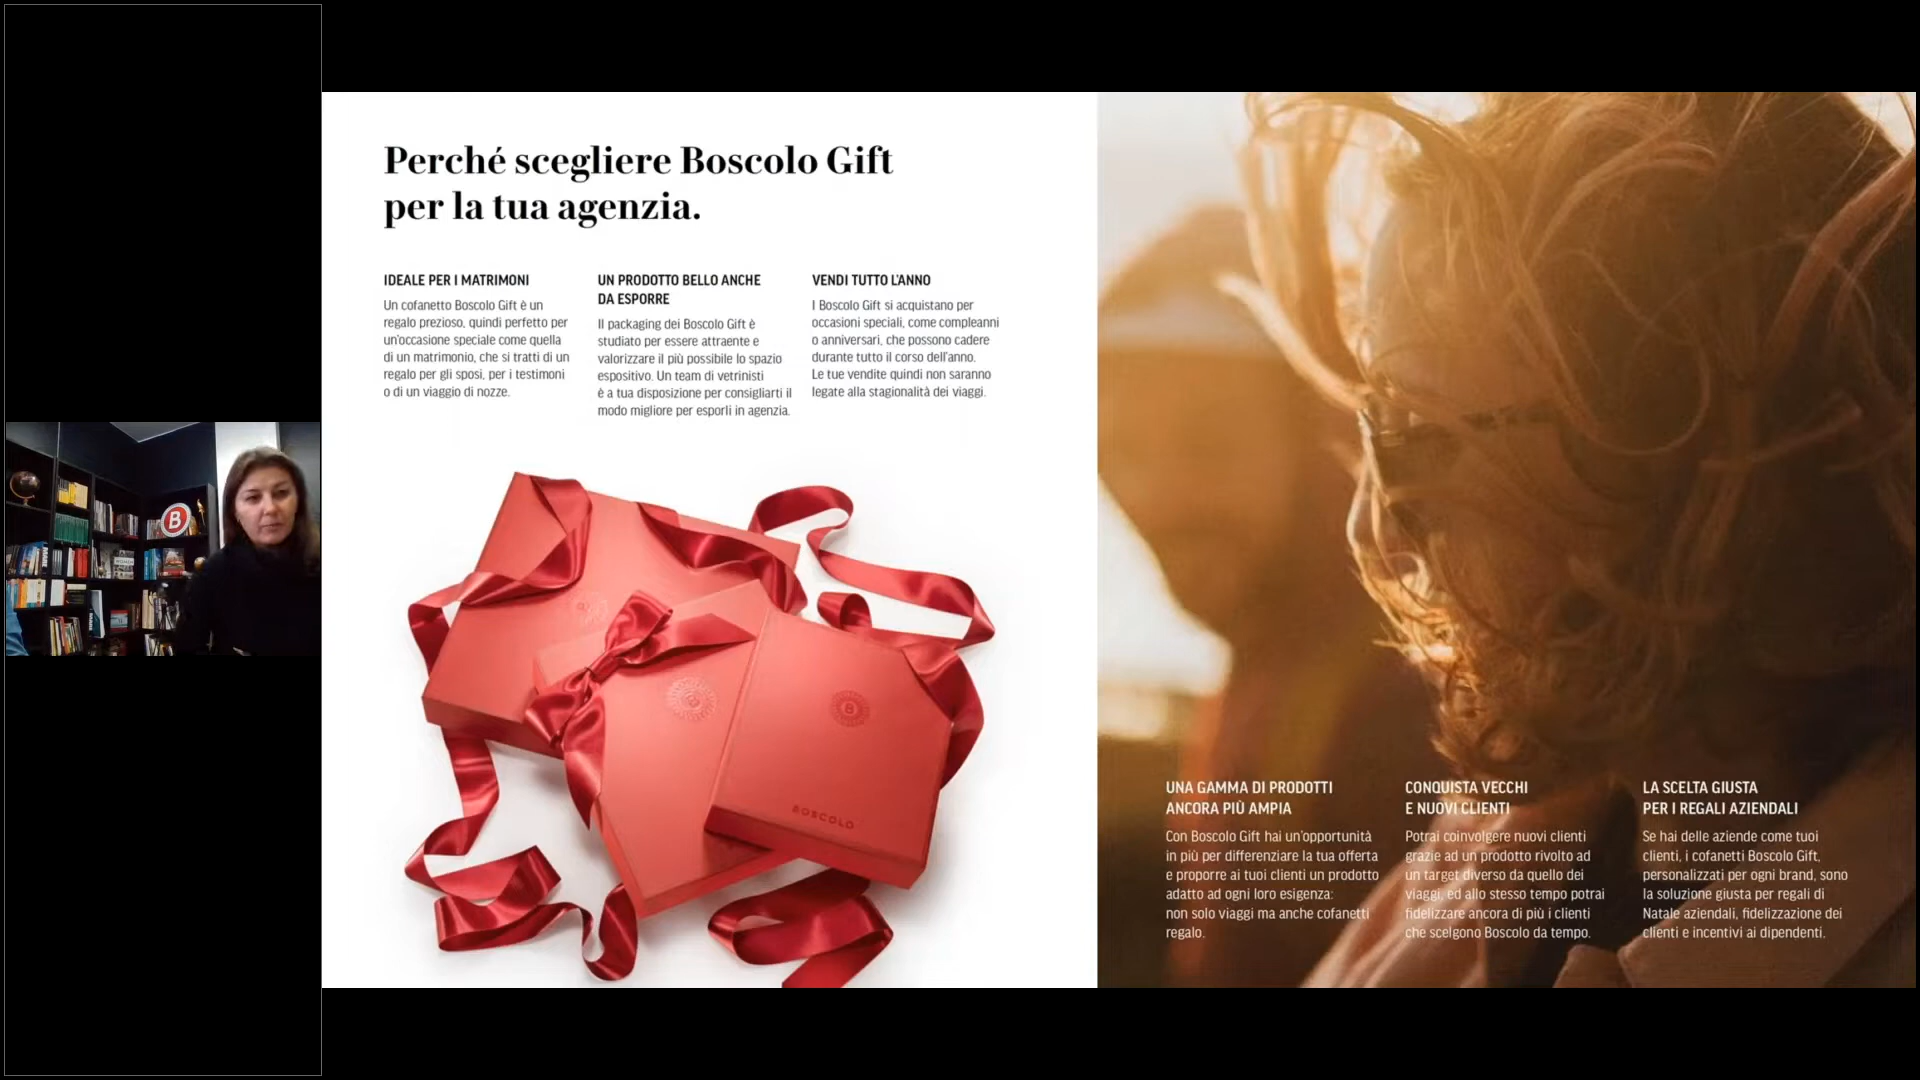 Perché scegliere Boscolo Gift
per la tua agenzia.
IDEALE PER I MATRIMONI
Un cofanetto Boscolo Gift è un
regalo prezioso, quindi perfetto per
un'occasione speciale come quella
di un matrimonio, che si tratti di un
regalo per gli sposi, per i testimoni
o di un viaggio di nozze.
UN PRODOTTO BELLO ANCHE
DA ESPORRE
Il packaging dei Boscolo Gift è
studiato per essere attraente e
valorizzare il più possibile lo spazio
espositivo. Un team di vetrinisti
è a tua disposizione per consigliarti il
modo migliore per esporli in agenzia.
VENDI TUTTO L'ANNO
I Boscolo Gift si acquistano per
occasioni speciali, come compleanni
o anniversari, che possono cadere
durante tutto il corso dell'anno.
Le tue vendite quindi non saranno
legate alla stagionalità dei viaggi.
B
B
BOSCOLO
UNA GAMMA DI PRODOTTI
ANCORA PIÙ AMPIA
Con Boscolo Gift hai un'opportunità
in più per differenziare la tua offerta
e proporre ai tuoi clienti un prodotto
adatto ad ogni loro esigenza:
non solo viaggi ma anche cofanetti
regalo.
CONQUISTA VECCHI
E NUOVI CLIENTI
Potrai coinvolgere nuovi clienti
grazie ad un prodotto rivolto ad
un target diverso da quello dei
viaggi, ed allo stesso tempo potrai
fidelizzare ancora di più i clienti
che scelgono Boscolo da tempo.
LA SCELTA GIUSTA
PER I REGALI AZIENDALI
Se hai delle aziende come tuoi
clienti, i cofanetti Boscolo Gift,
personalizzati per ogni brand, sono
la soluzione giusta per regali di
Natale aziendali, fidelizzazione dei
clienti e incentivi ai dipendenti.